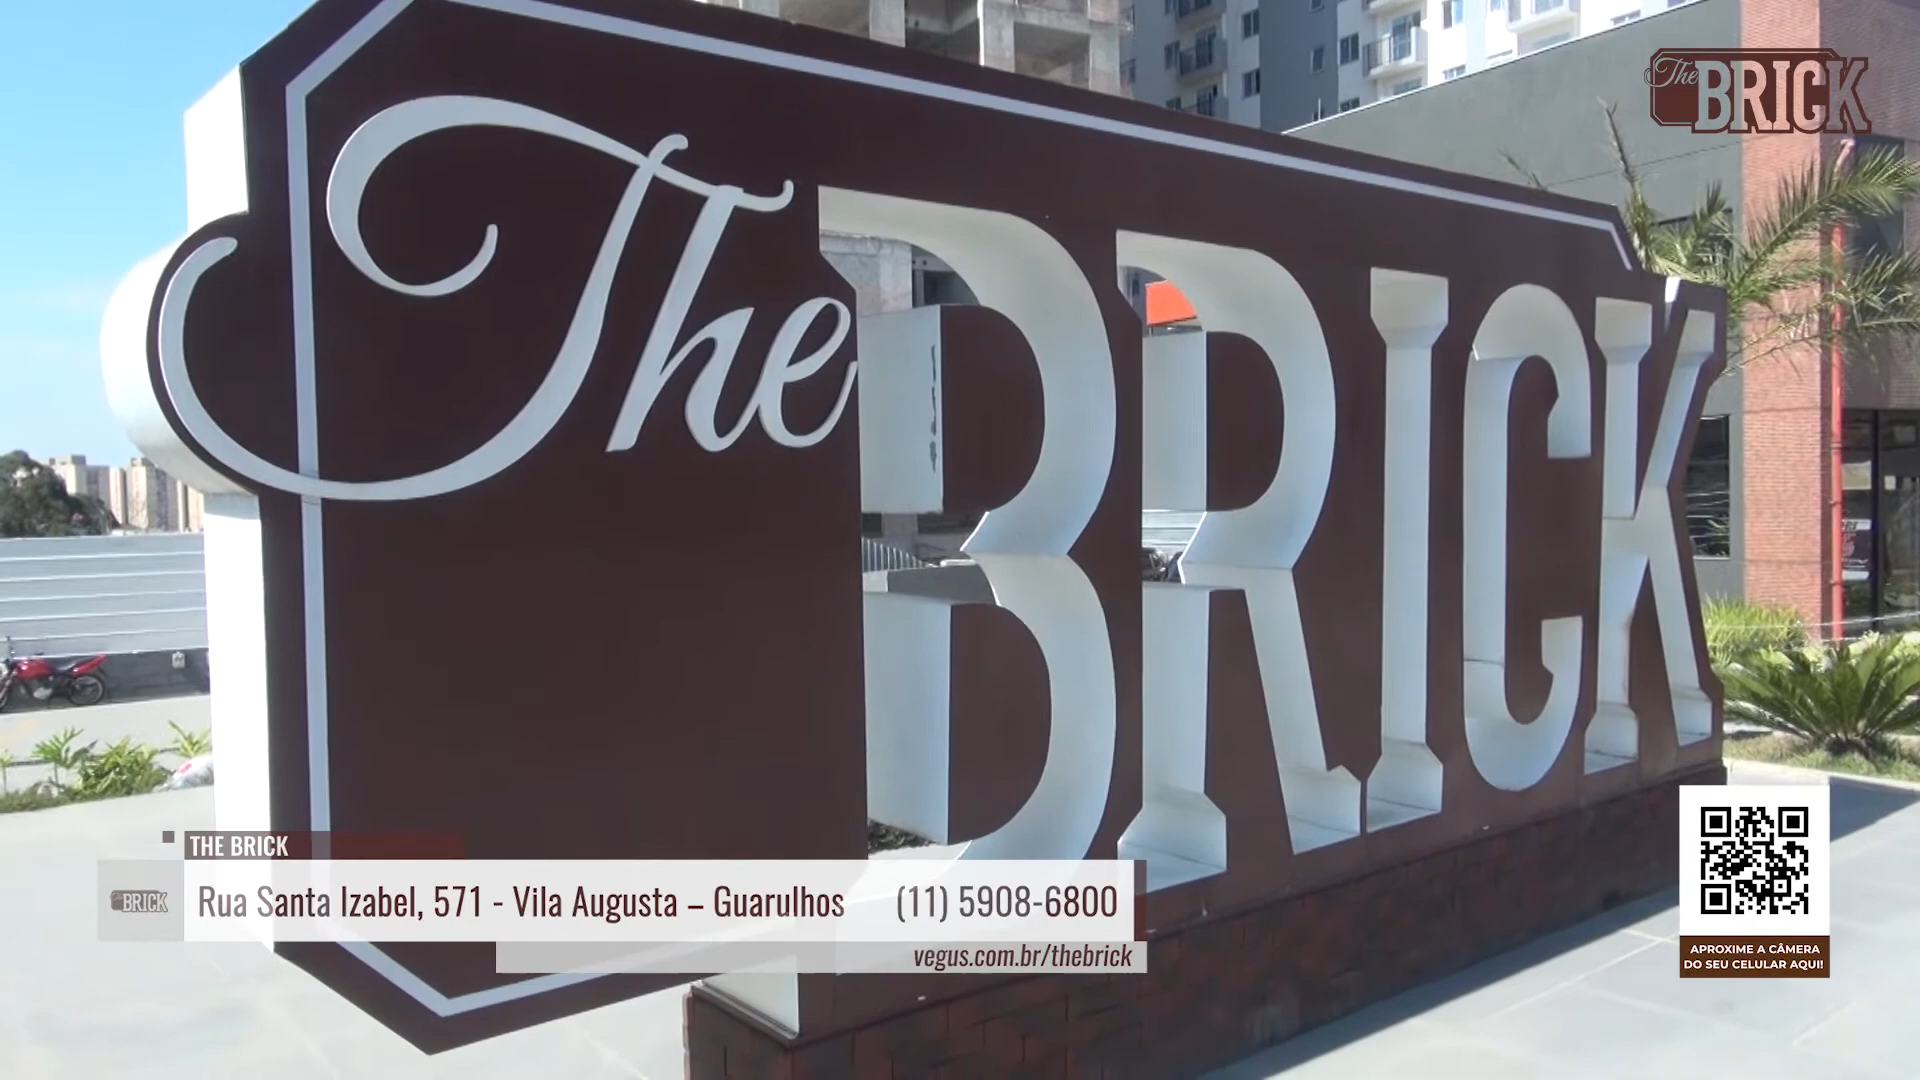 The BRICK
The BRICK
THE BRICK
BRICK
Rua Santa Izabel, 571 - Vila Augusta – Guarulhos (11) 5908-6800
vegus.com.br/thebrick
APROXIME A CÂMERA
DO SEU CELULAR AQUI!